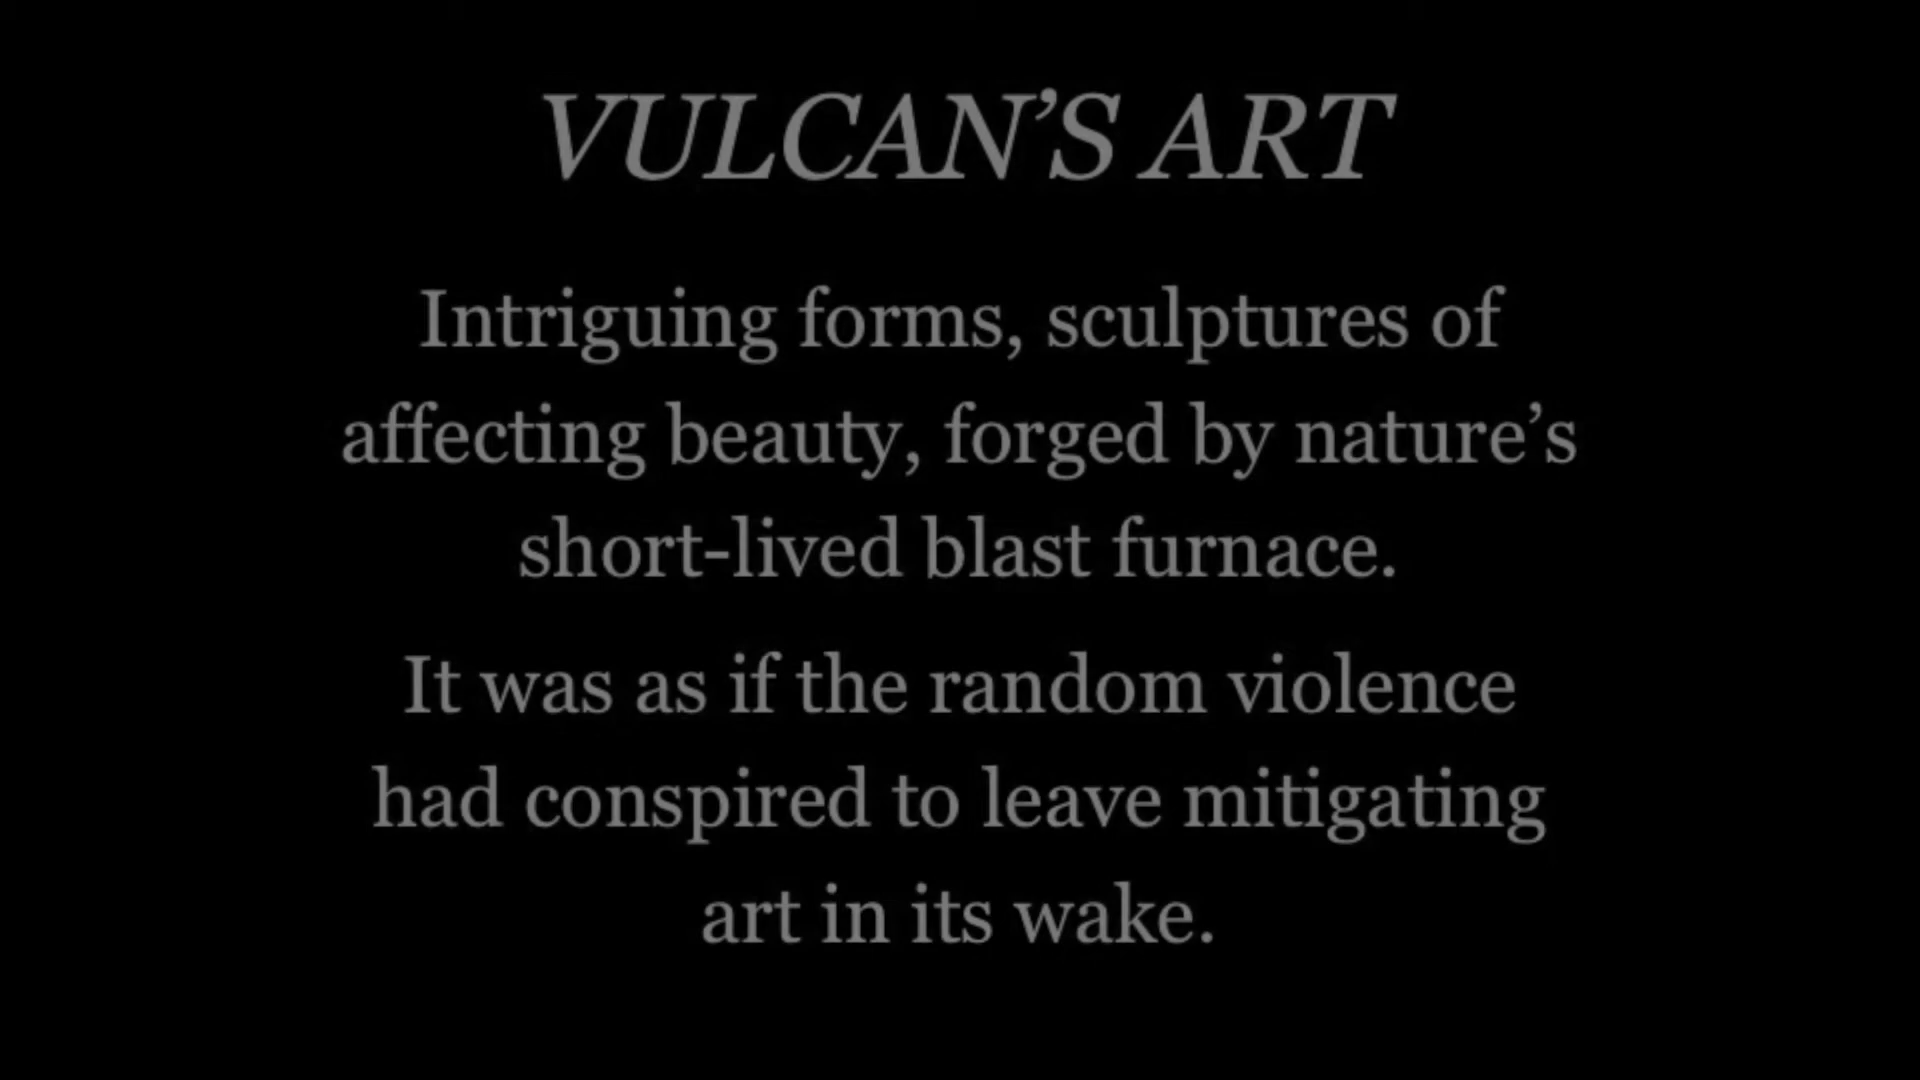 VULCAN’S ART
Intriguing forms, sculptures of
affecting beauty, forged by nature’s
short-lived blast furnace.
It was as if the random violence
had conspired to leave mitigating
art in its wake.